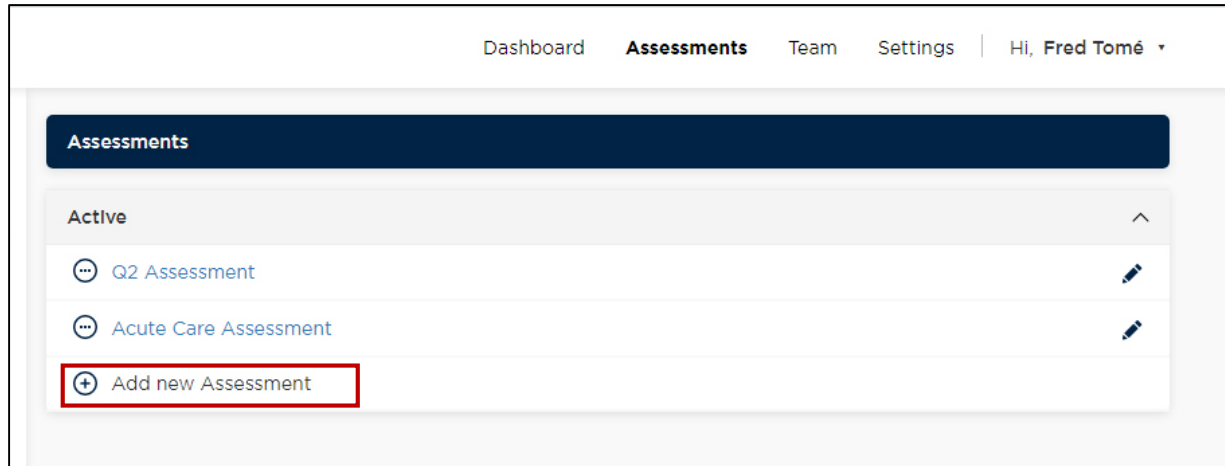 Dashboard Assessments Team Settings Hi, Fred Tomé
Assessments
Active
Q2 Assessment
Acute Care Assessment
Add new Assessment